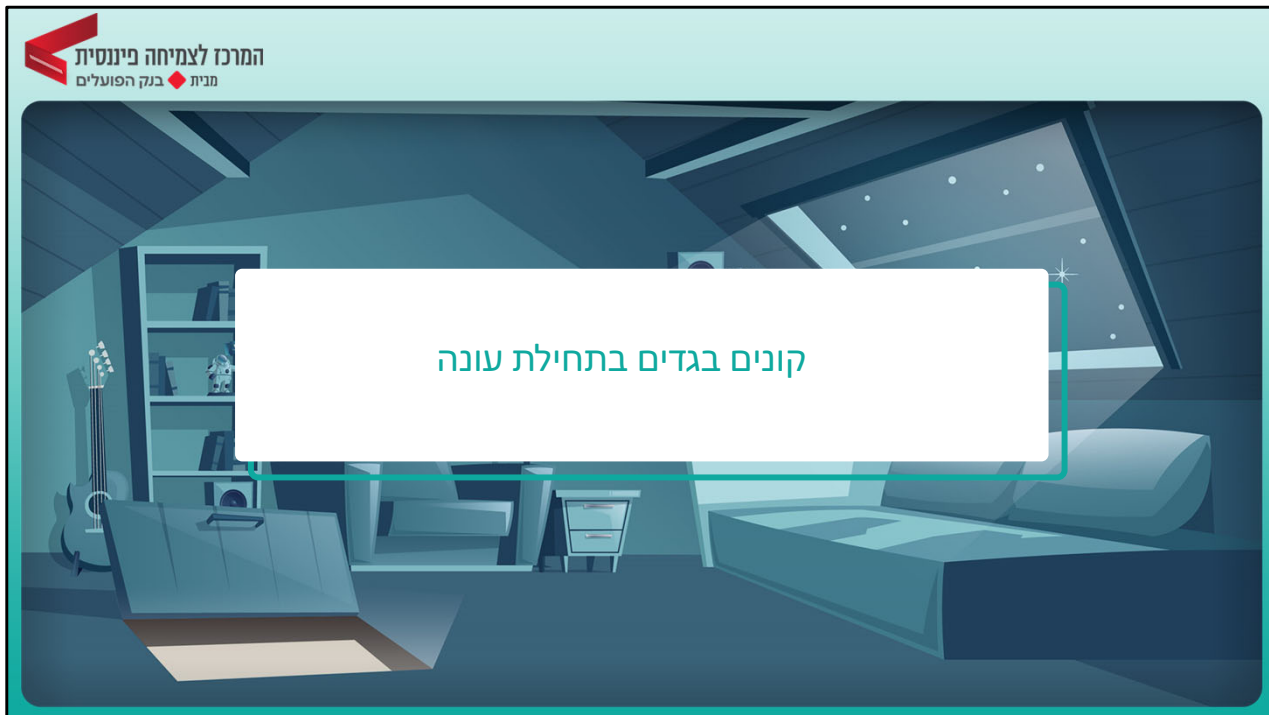 המרכז לצמיחה פיננסית
מבית בנק הפועלים
קונים בגדים בתחילת עונה